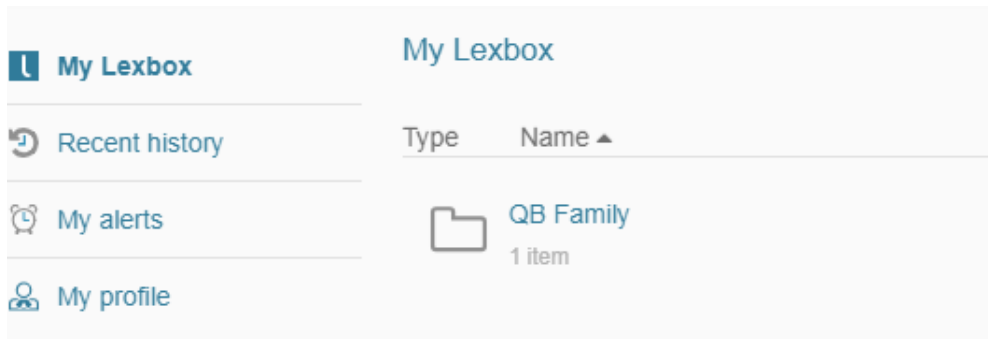 My Lexbox
Recent history
My alerts
My profile
My Lexbox
Type Name
QB Family
1 item